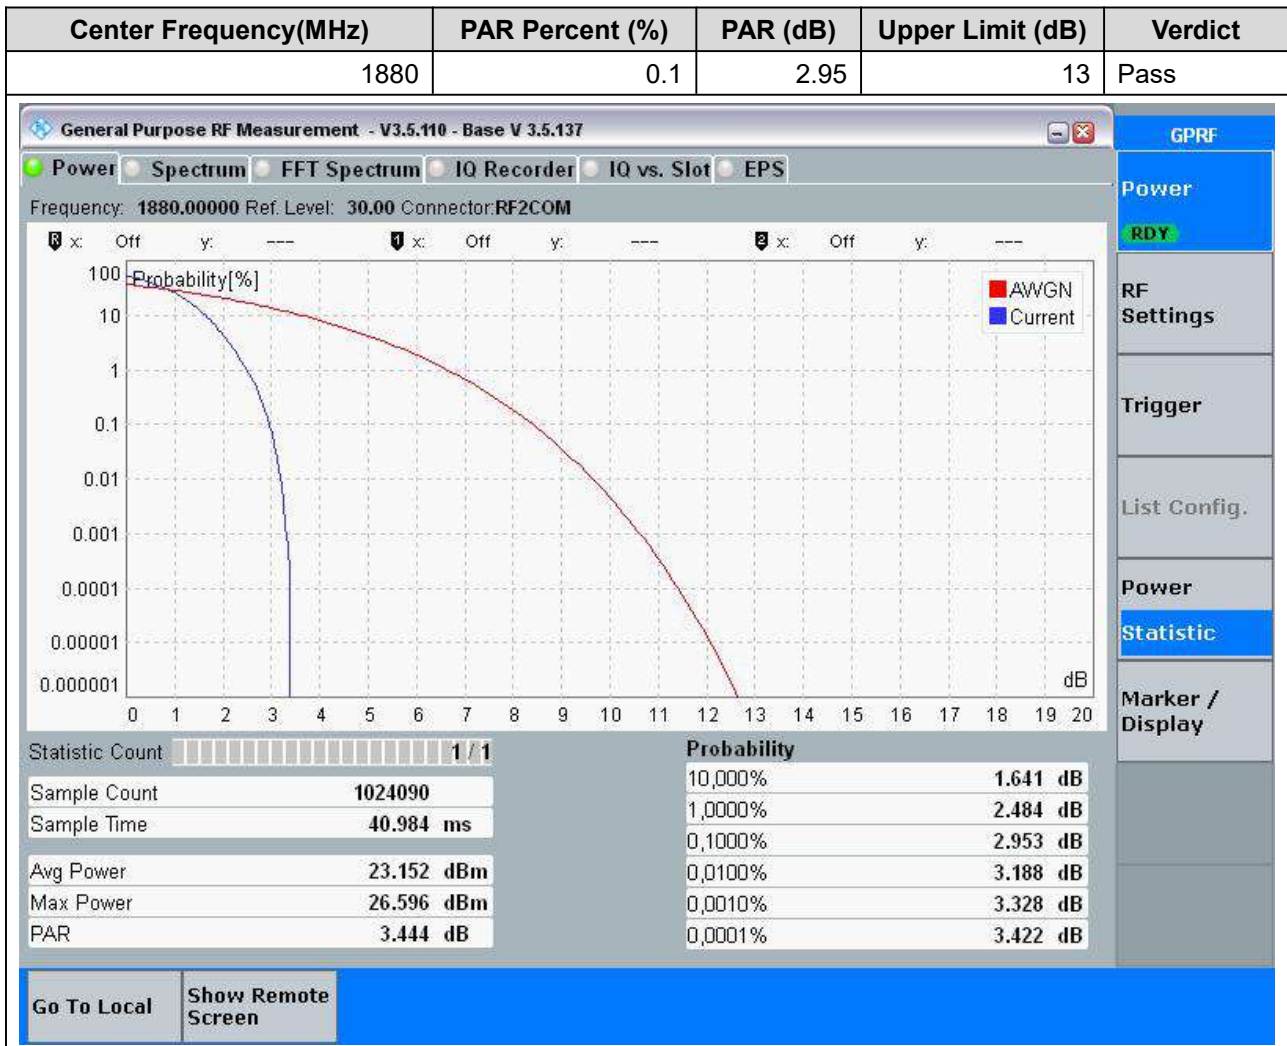 Center Frequency(MHz) PAR Percent (%) PAR (dB) Upper Limit (dB) Verdict
1880 0.1 2.95 13 Pass
General Purpose RF Measurement - V3.5.110 - Base V 3.5.137
GPRF
Power Spectrum FFT Spectrum IQ Recorder IQ vs. Slot EPS
Frequency: 1880.00000 Ref. Level: 30.00 Connector:RF2COM
R x: Off y: --- 1 x: Off y: --- 2 x: Off y: ---
Probability[%]
AWGN
Current
100
10
1
0.1
0.01
0.001
0.0001
0.00001
0.000001
dB
0 1 2 3 4 5 6 7 8 9 10 11 12 13 14 15 16 17 18 19 20
Statistic Count 1 / 1
Sample Count 1024090
Sample Time 40.984 ms
Avg Power 23.152 dBm
Max Power 26.596 dBm
PAR 3.444 dB
Probability
10,000% 1.641 dB
1,0000% 2.484 dB
0,1000% 2.953 dB
0,0100% 3.188 dB
0,0010% 3.328 dB
0,0001% 3.422 dB
Power
RDY
RF
Settings
Trigger
List Config.
Power
Statistic
Marker /
Display
Go To Local
Show Remote
Screen